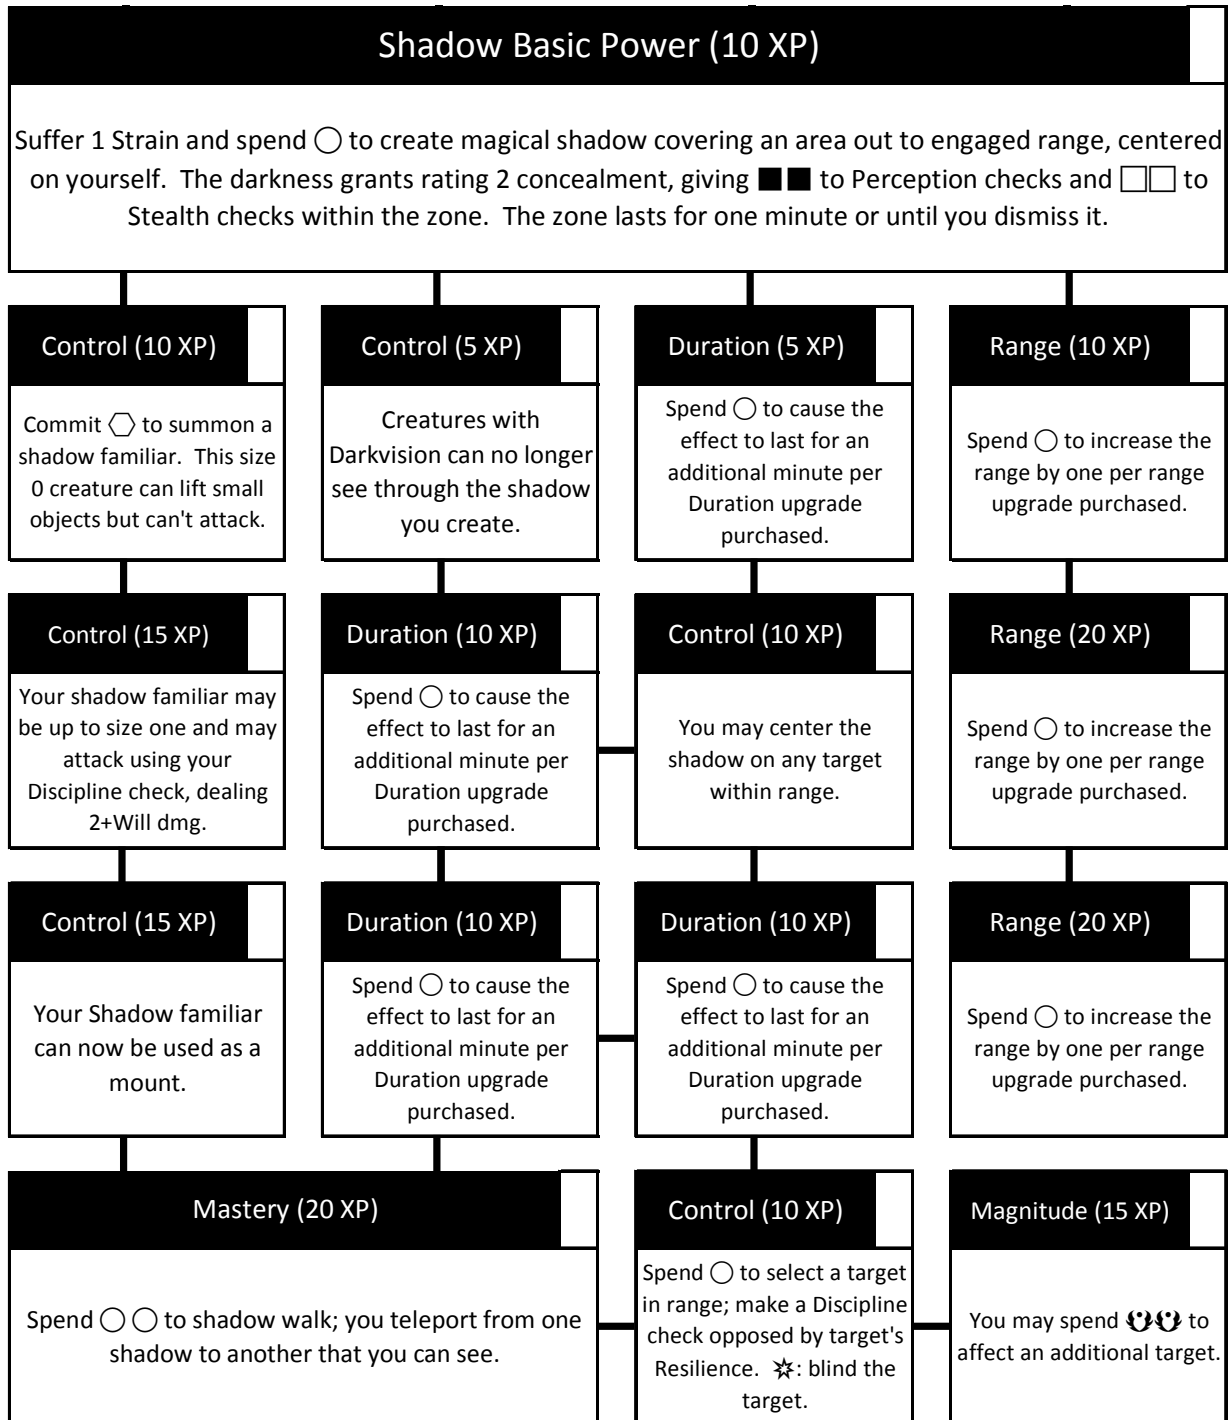 Shadow Basic Power (10 XP)
Suffer 1 Strain and spend ◯ to create magical shadow covering an area out to engaged range, centered
on yourself.  The darkness grants rating 2 concealment, giving ■■ to Perception checks and □□ to
Stealth checks within the zone.  The zone lasts for one minute or until you dismiss it.
Control (10 XP)
Commit ⬡ to summon a
shadow familiar.  This size
0 creature can lift small
objects but can't attack.
Control (5 XP)
Creatures with
Darkvision can no longer
see through the shadow
you create.
Duration (5 XP)
Spend ◯ to cause the
effect to last for an
additional minute per
Duration upgrade
purchased.
Range (10 XP)
Spend ◯ to increase the
range by one per range
upgrade purchased.
Control (15 XP)
Your shadow familiar may
be up to size one and may
attack using your
Discipline check, dealing
2+Will dmg.
Duration (10 XP)
Spend ◯ to cause the
effect to last for an
additional minute per
Duration upgrade
purchased.
Control (10 XP)
You may center the
shadow on any target
within range.
Range (20 XP)
Spend ◯ to increase the
range by one per range
upgrade purchased.
Control (15 XP)
Your Shadow familiar
can now be used as a
mount.
Duration (10 XP)
Spend ◯ to cause the
effect to last for an
additional minute per
Duration upgrade
purchased.
Duration (10 XP)
Spend ◯ to cause the
effect to last for an
additional minute per
Duration upgrade
purchased.
Range (20 XP)
Spend ◯ to increase the
range by one per range
upgrade purchased.
Mastery (20 XP)
Spend ◯ ◯ to shadow walk; you teleport from one
shadow to another that you can see.
Control (10 XP)
Spend ◯ to select a target
in range; make a Discipline
check opposed by target's
Resilience.  ✲: blind the
target.
Magnitude (15 XP)
You may spend to
affect an additional target.